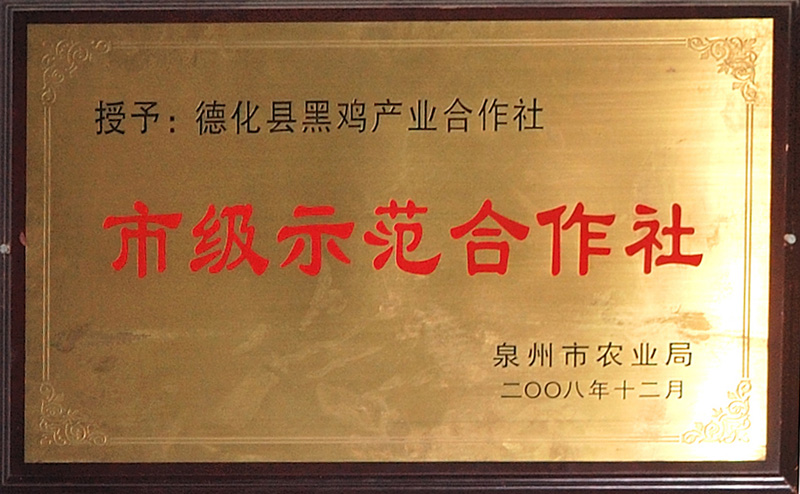 授予：德化县黑鸡产业合作社
市级示范合作社
泉州市农业局
二〇〇八年十二月